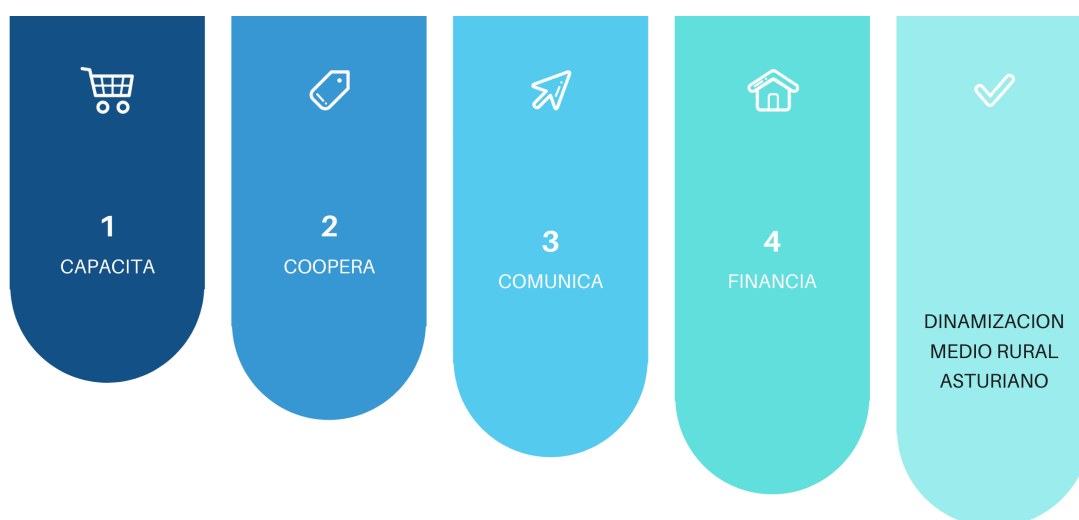 1
CAPACITA
2
COOPERA
3
COMUNICA
4
FINANCIA
DINAMIZACION
MEDIO RURAL
ASTURIANO